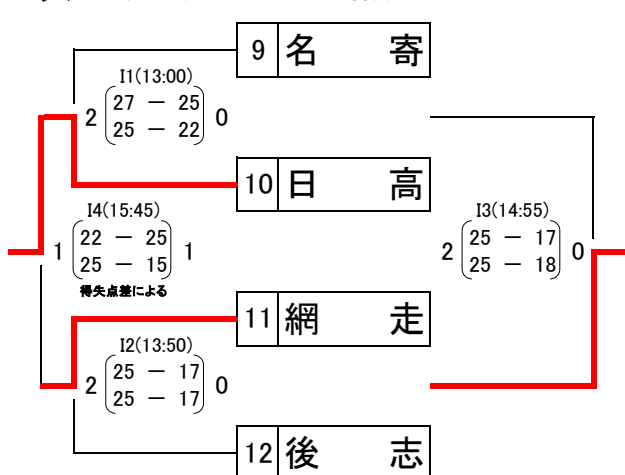 9 名 寄
I1(13:00)
2 27 － 25 0
25 － 22
10 日 高
I4(15:45)
1 22 － 25 1
25 － 15
得失点差による
I3(14:55)
2 25 － 17 0
25 － 18
11 網 走
I2(13:50)
2 25 － 17 0
25 － 17
12 後 志